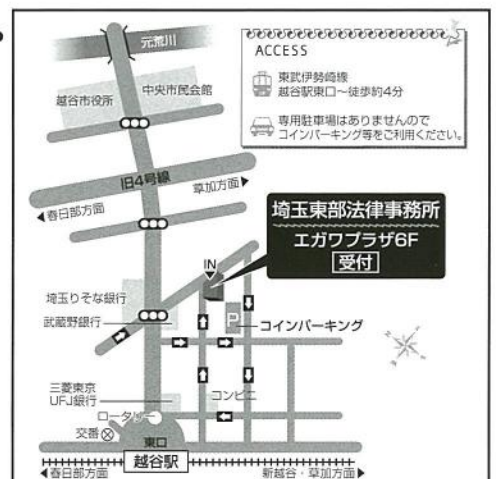 元荒川
ACCESS
東武伊勢崎線
越谷駅東口～徒歩約4分
専用駐車場はありませんので
コインパーキング等をご利用ください。
越谷市役所
中央市民会館
旧4号線
草加方面▶
◀春日部方面
埼玉東部法律事務所
エガワプラザ6F
受付
IN
埼玉りそな銀行
武蔵野銀行
コインパーキング
三菱東京
UFJ銀行
コンビニ
ロータリー
交番
東口
越谷駅
◀春日部方面
新越谷・草加方面▶